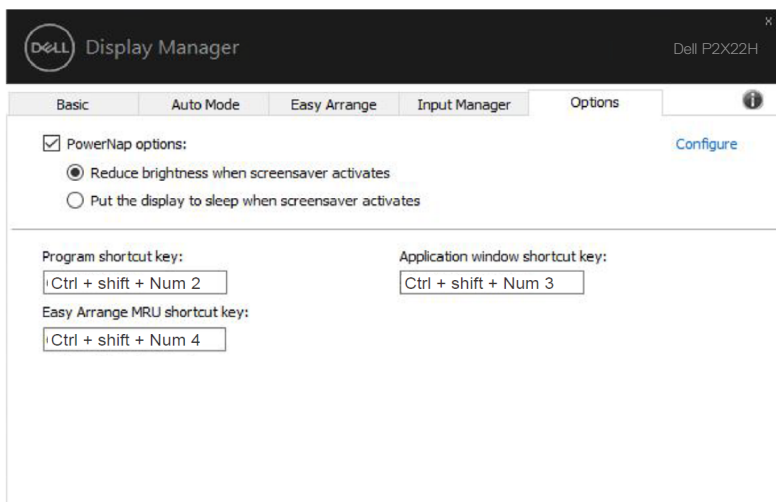 x
DELL Display Manager
Dell P2X22H
Basic Auto Mode Easy Arrange Input Manager Options
PowerNap options: Configure
Reduce brightness when screensaver activates
Put the display to sleep when screensaver activates
Program shortcut key: Application window shortcut key:
Ctrl + shift + Num 2 Ctrl + shift + Num 3
Easy Arrange MRU shortcut key:
Ctrl + shift + Num 4